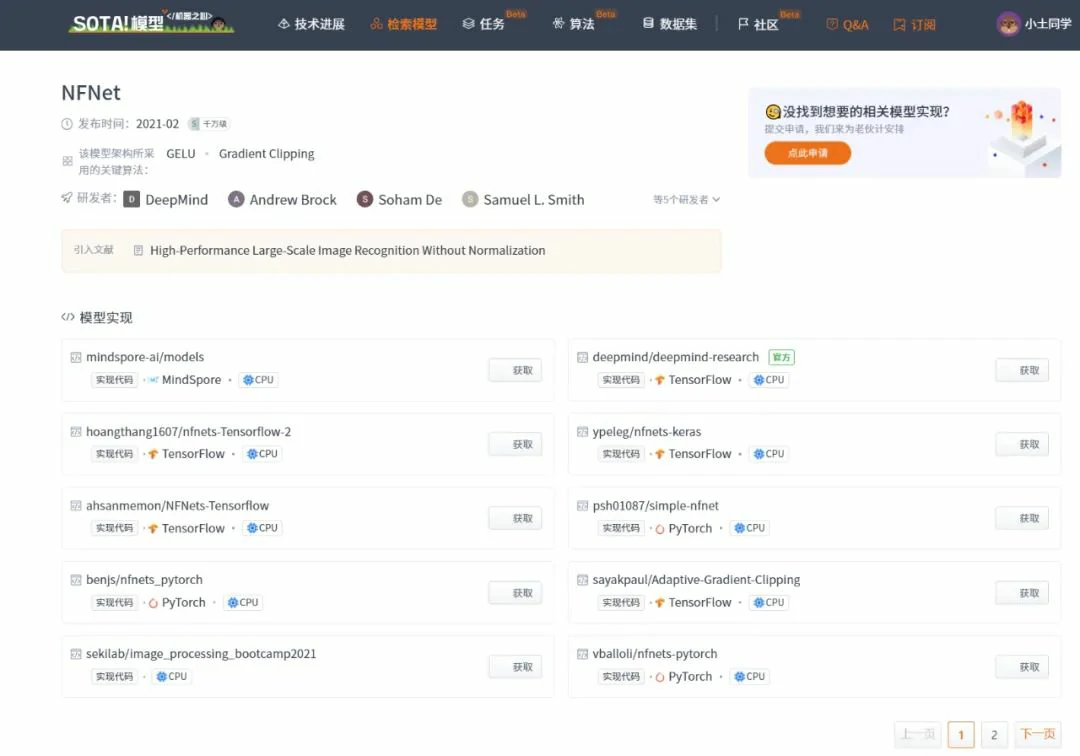 SOTA!模型 </机器之心>
技术进展
检索模型
任务 Beta
算法 Beta
数据集
社区 Beta
Q&A
订阅
小土同学
NFNet
发布时间: 2021-02 S 千万级
该模型架构所采
用的关键算法: GELU • Gradient Clipping
研发者: D DeepMind A Andrew Brock S Soham De S Samuel L. Smith 等5个研发者
引入文献 High-Performance Large-Scale Image Recognition Without Normalization
没找到想要的相关模型实现?
提交申请,我们来为老伙计安排
点此申请
</> 模型实现
mindspore-ai/models
实现代码 • MindSpore • CPU
获取
deepmind/deepmind-research 官方
实现代码 • TensorFlow • CPU
获取
hoangthang1607/nfnets-Tensorflow-2
实现代码 • TensorFlow • CPU
获取
ypeleg/nfnets-keras
实现代码 • TensorFlow • CPU
获取
ahsanmemon/NFNets-Tensorflow
实现代码 • TensorFlow • CPU
获取
psh01087/simple-nfnet
实现代码 • PyTorch • CPU
获取
benjs/nfnets_pytorch
实现代码 • PyTorch • CPU
获取
sayakpaul/Adaptive-Gradient-Clipping
实现代码 • TensorFlow • CPU
获取
sekilab/image_processing_bootcamp2021
实现代码 • CPU
获取
vballoli/nfnets-pytorch
实现代码 • PyTorch • CPU
获取
上一页 1 2 下一页